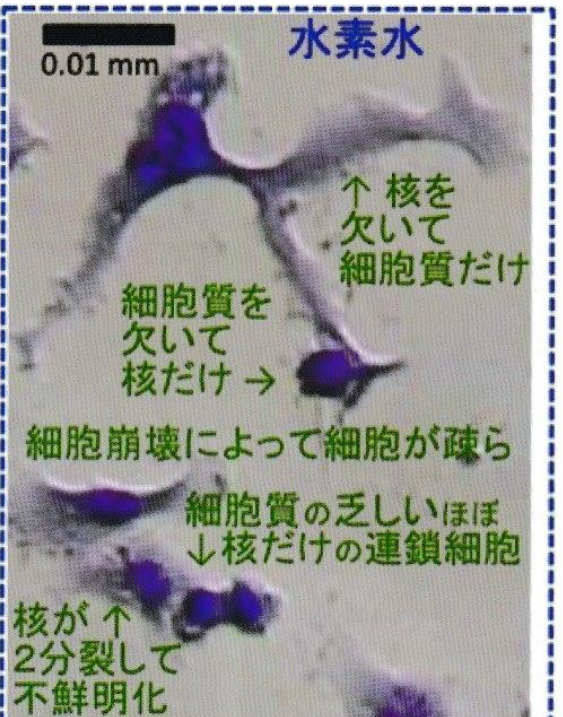 水素水
0.01 mm
↑ 核を
欠いて
細胞質だけ
細胞質を
欠いて
核だけ →
細胞崩壊によって細胞が疎ら
細胞質の乏しいほぼ
↓核だけの連鎖細胞
核が ↑
2分裂して
不鮮明化